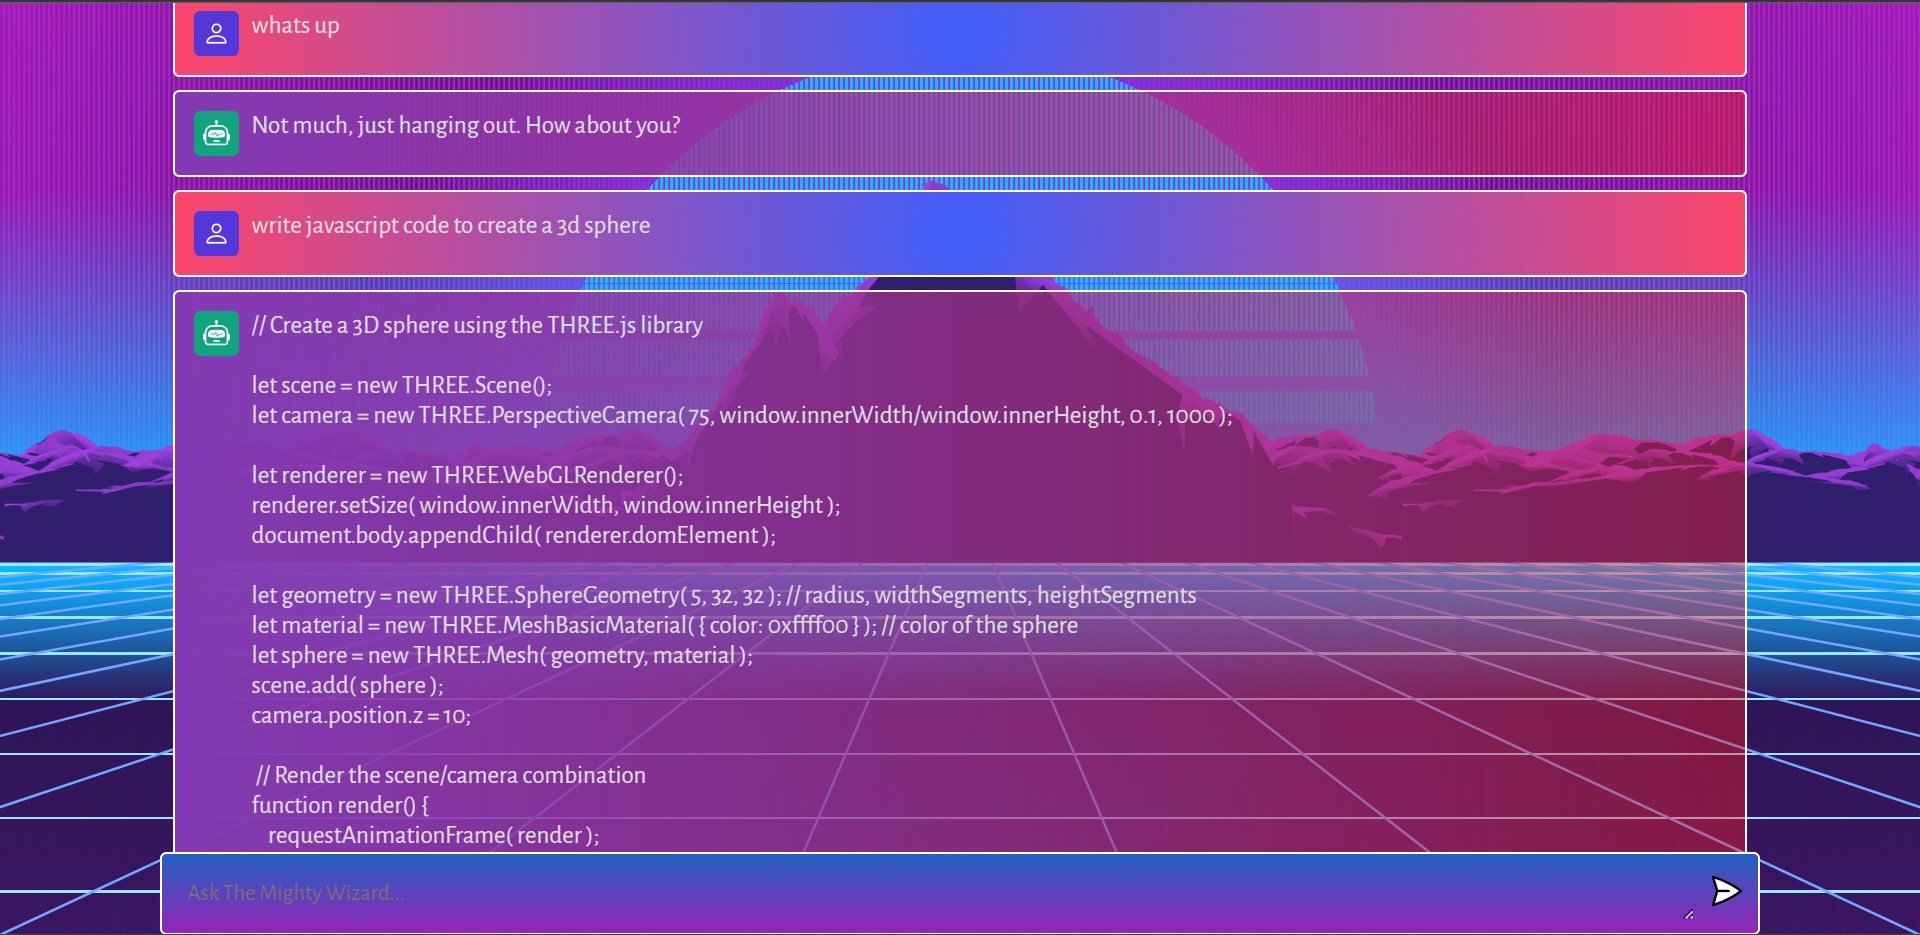 whats up
Not much, just hanging out. How about you?
write javascript code to create a 3d sphere
// Create a 3D sphere using the THREE.js library
let scene = new THREE.Scene();
let camera = new THREE.PerspectiveCamera( 75, window.innerWidth/window.innerHeight, 0.1, 1000 );
let renderer = new THREE.WebGLRenderer();
renderer.setSize( window.innerWidth, window.innerHeight );
document.body.appendChild( renderer.domElement );
let geometry = new THREE.SphereGeometry( 5, 32, 32 ); // radius, widthSegments, heightSegments
let material = new THREE.MeshBasicMaterial( { color: 0xffff00 } ); // color of the sphere
let sphere = new THREE.Mesh( geometry, material );
scene.add( sphere );
camera.position.z = 10;
// Render the scene/camera combination
function render() {
requestAnimationFrame( render );
Ask The Mighty Wizard...